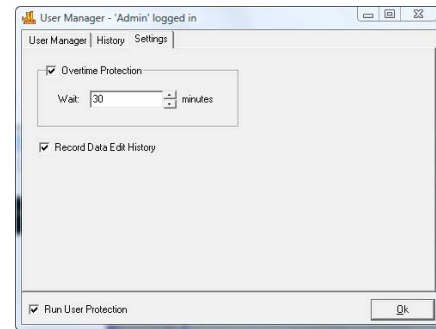 User Manager - 'Admin' logged in
User Manager History Settings
Overtime Protection
Wait: 30 minutes
Record Data Edit History
Run User Protection Ok